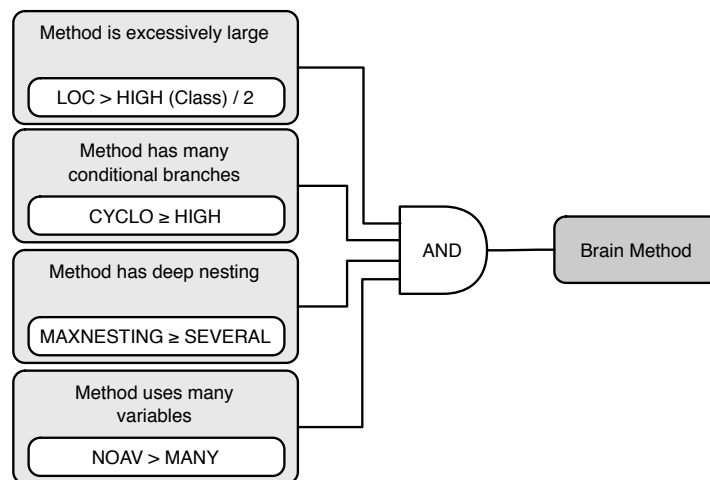 Method is excessively large
LOC > HIGH (Class) / 2
Method has many
conditional branches
CYCLO ≥ HIGH
Method has deep nesting
MAXNESTING ≥ SEVERAL
Method uses many
variables
NOAV > MANY
AND
Brain Method